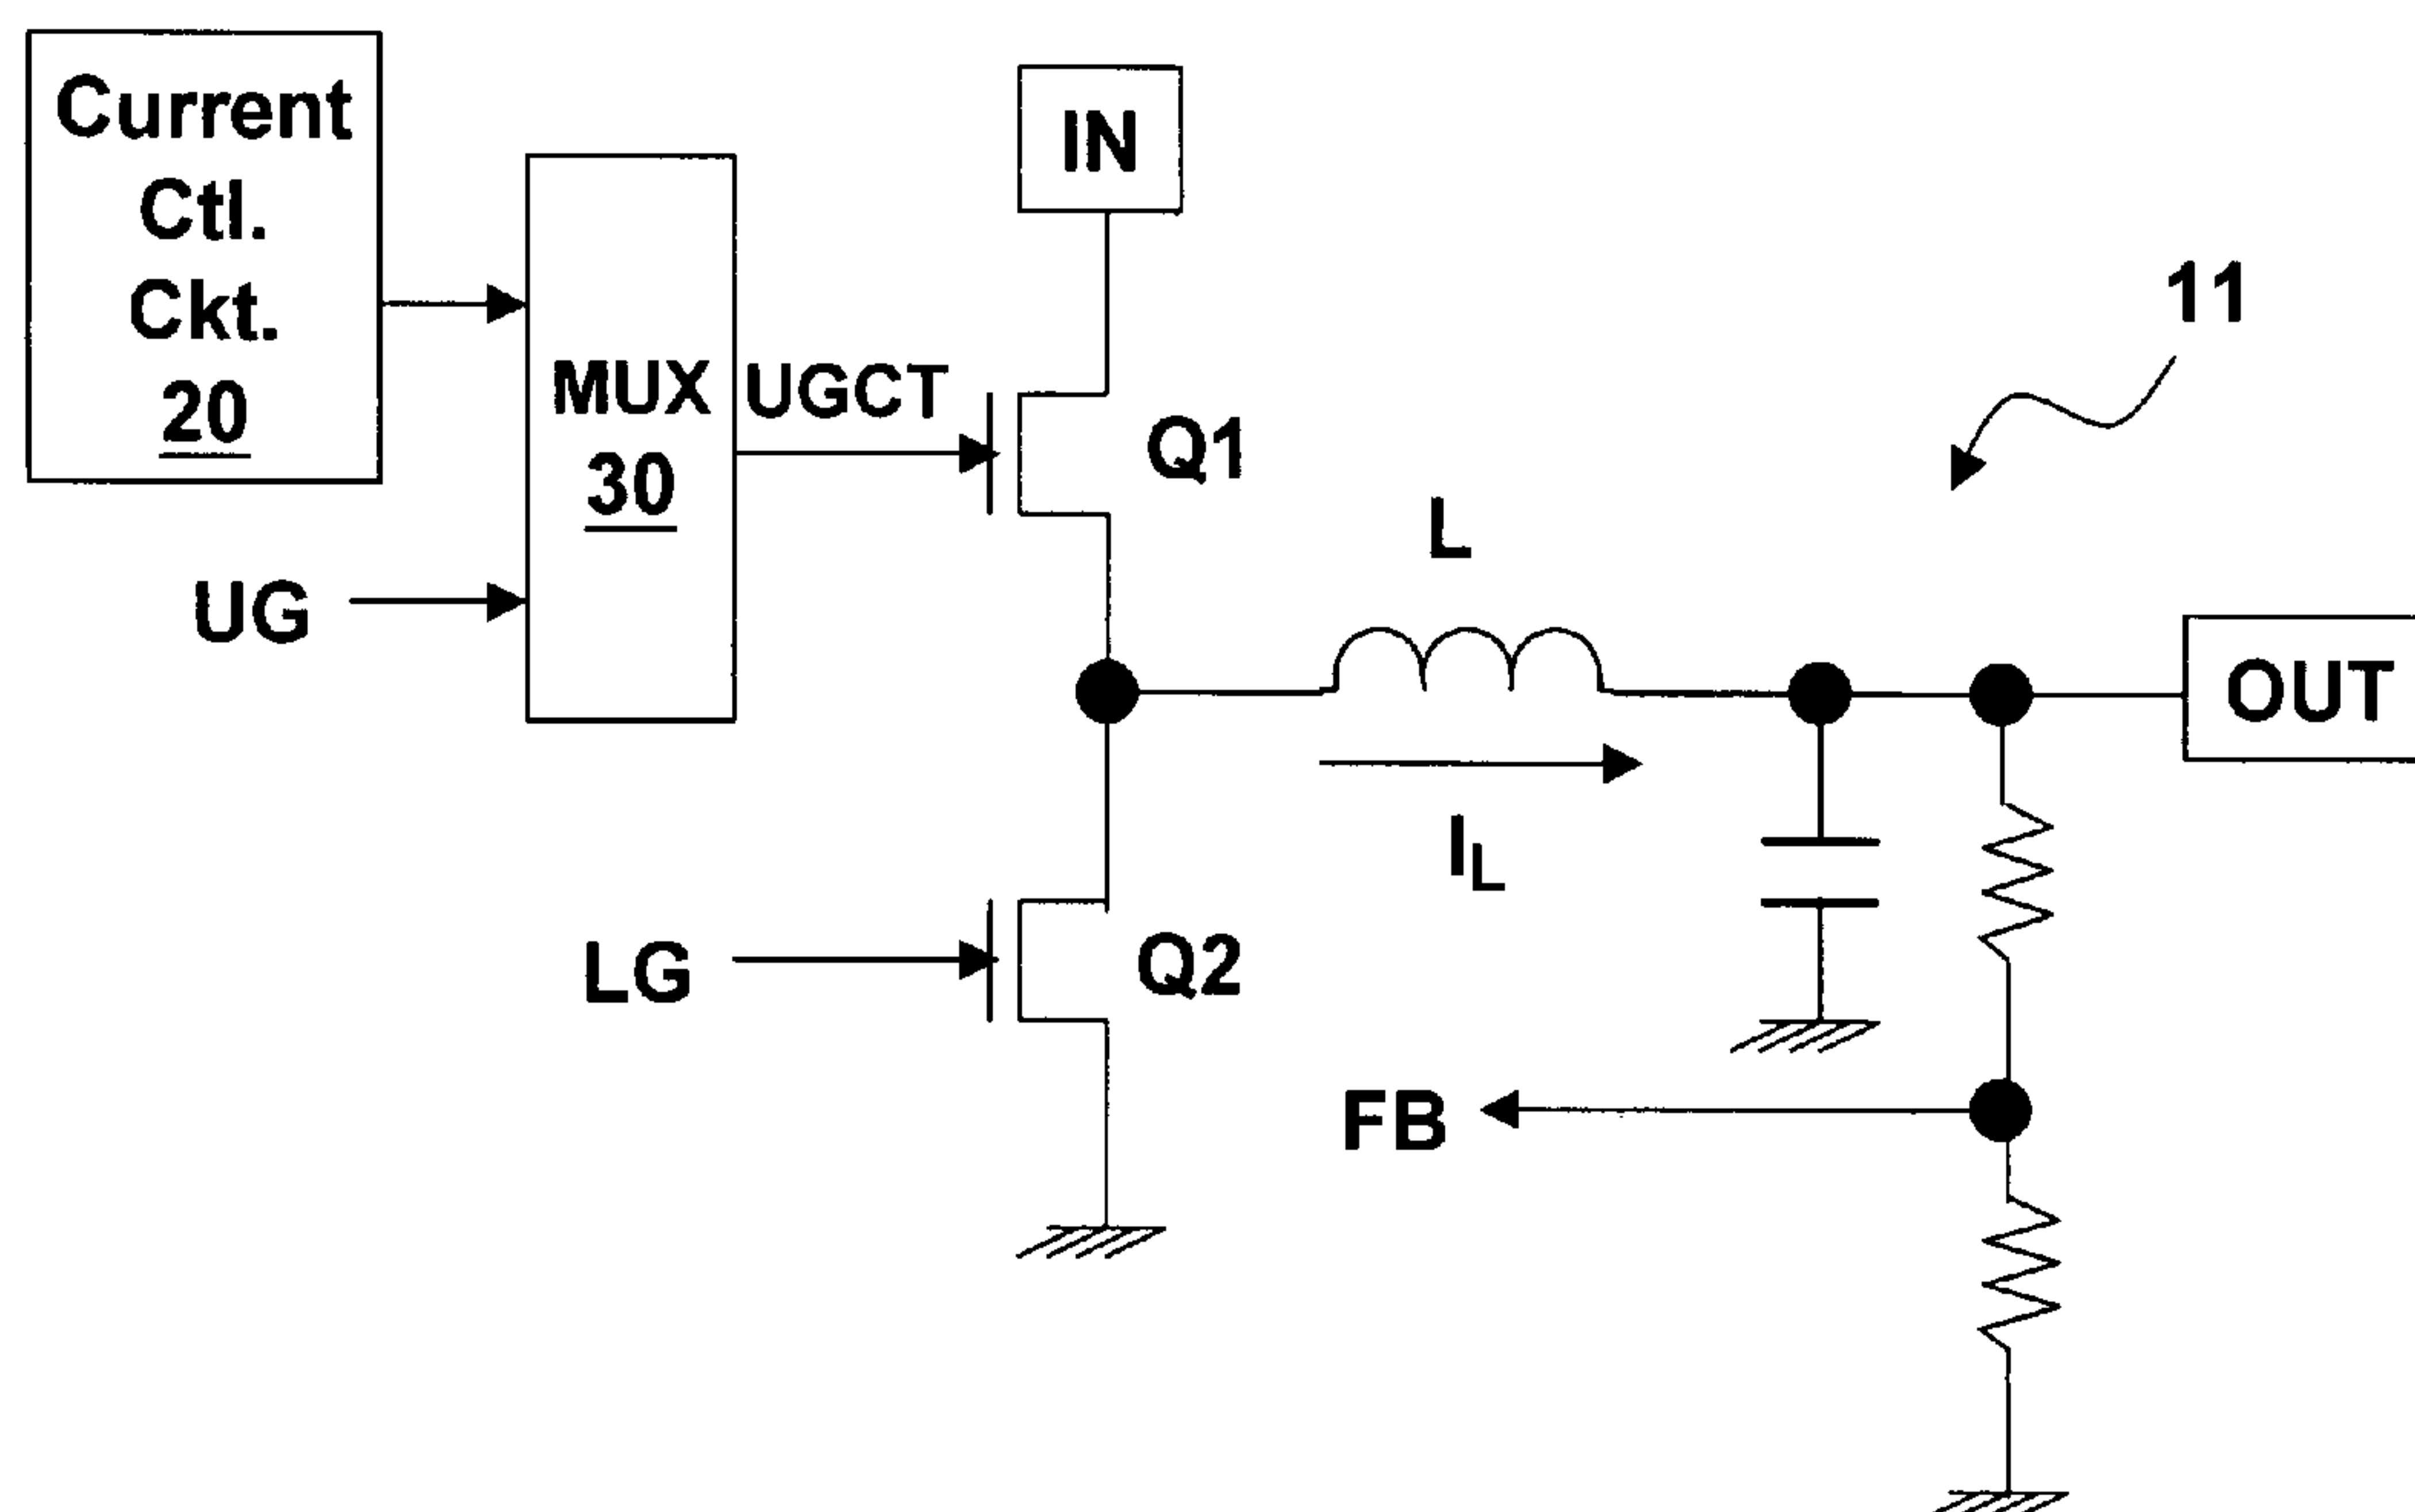 Current
Ctl.
Ckt.
20
IN
11
MUX
30
UGCT
Q1
L
UG
OUT
IL
LG
Q2
FB